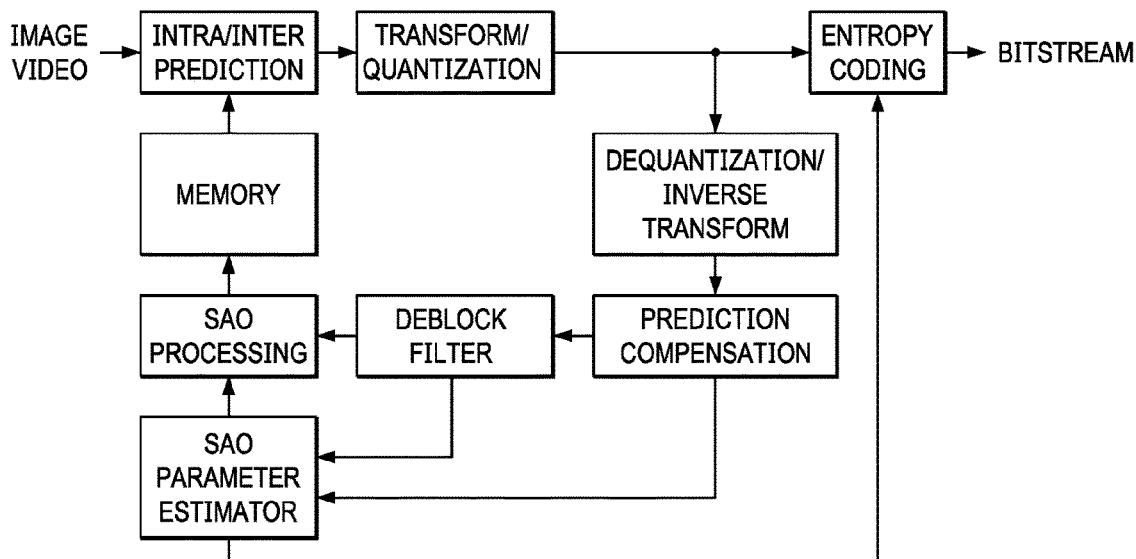 IMAGE
VIDEO
INTRA/INTER
PREDICTION
TRANSFORM/
QUANTIZATION
ENTROPY
CODING
BITSTREAM
MEMORY
DEQUANTIZATION/
INVERSE
TRANSFORM
SAO
PROCESSING
DEBLOCK
FILTER
PREDICTION
COMPENSATION
SAO
PARAMETER
ESTIMATOR